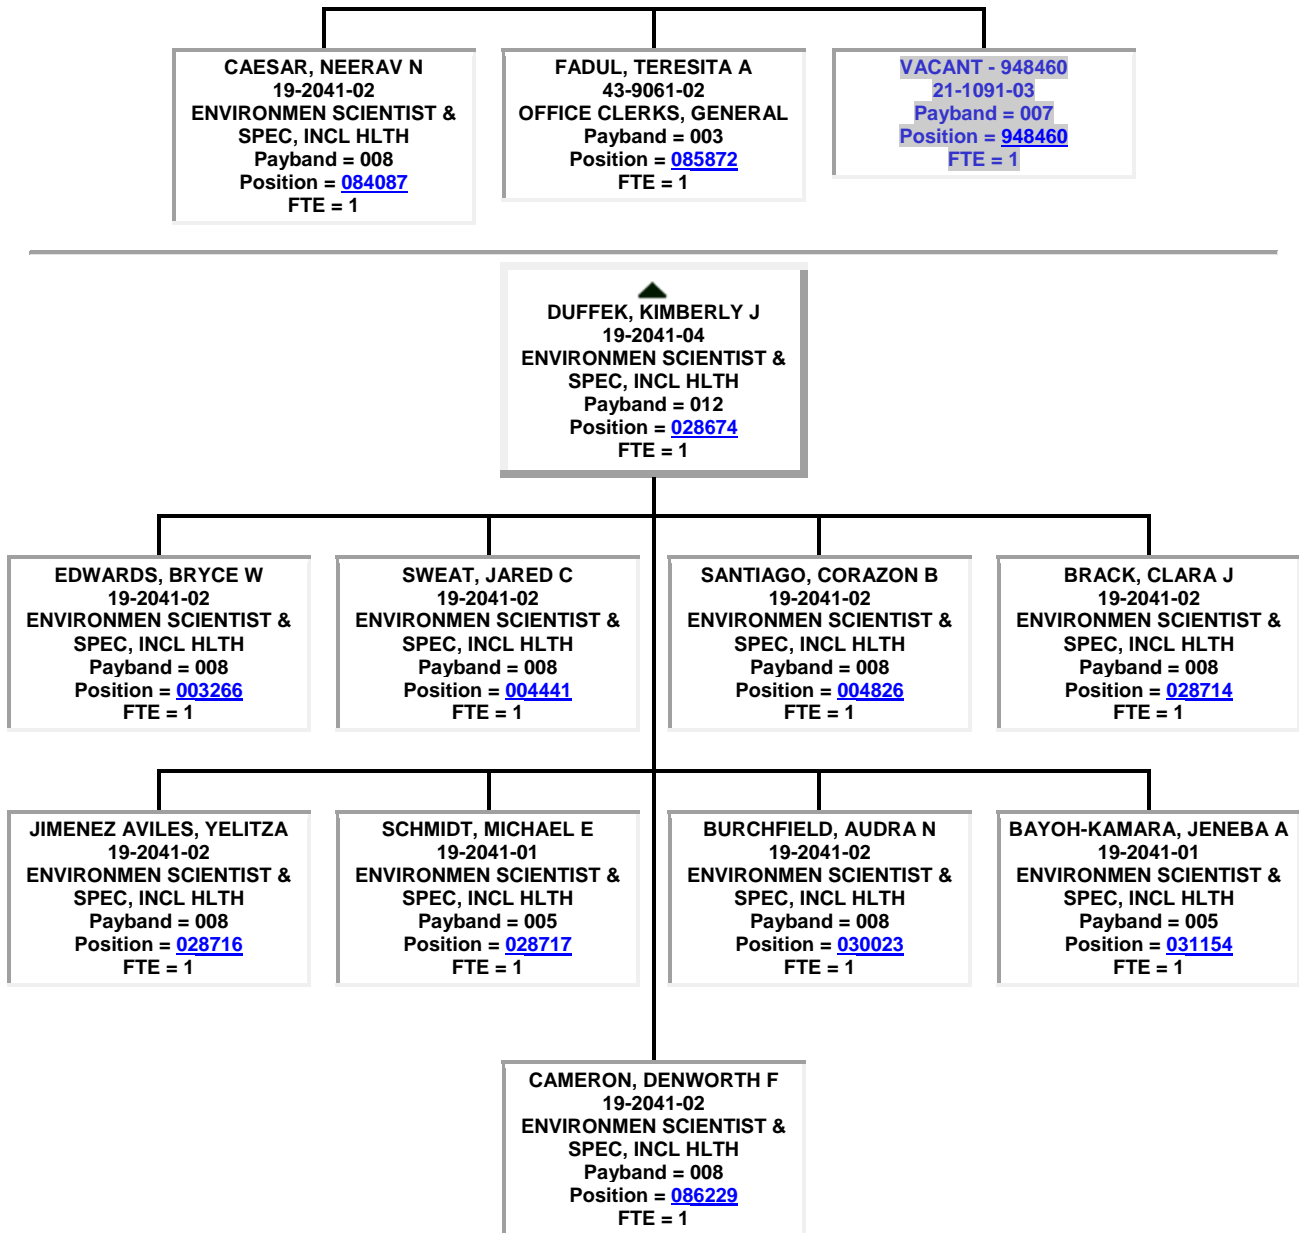 CAESAR, NEERAV N
19-2041-02
ENVIRONMEN SCIENTIST &
SPEC, INCL HLTH
Payband = 008
Position = 084087
FTE = 1
FADUL, TERESITA A
43-9061-02
OFFICE CLERKS, GENERAL
Payband = 003
Position = 085872
FTE = 1
VACANT - 948460
21-1091-03
Payband = 007
Position = 948460
FTE = 1
DUFFEK, KIMBERLY J
19-2041-04
ENVIRONMEN SCIENTIST &
SPEC, INCL HLTH
Payband = 012
Position = 028674
FTE = 1
EDWARDS, BRYCE W
19-2041-02
ENVIRONMEN SCIENTIST &
SPEC, INCL HLTH
Payband = 008
Position = 003266
FTE = 1
SWEAT, JARED C
19-2041-02
ENVIRONMEN SCIENTIST &
SPEC, INCL HLTH
Payband = 008
Position = 004441
FTE = 1
SANTIAGO, CORAZON B
19-2041-02
ENVIRONMEN SCIENTIST &
SPEC, INCL HLTH
Payband = 008
Position = 004826
FTE = 1
BRACK, CLARA J
19-2041-02
ENVIRONMEN SCIENTIST &
SPEC, INCL HLTH
Payband = 008
Position = 028714
FTE = 1
JIMENEZ AVILES, YELITZA
19-2041-02
ENVIRONMEN SCIENTIST &
SPEC, INCL HLTH
Payband = 008
Position = 028716
FTE = 1
SCHMIDT, MICHAEL E
19-2041-01
ENVIRONMEN SCIENTIST &
SPEC, INCL HLTH
Payband = 005
Position = 028717
FTE = 1
BURCHFIELD, AUDRA N
19-2041-02
ENVIRONMEN SCIENTIST &
SPEC, INCL HLTH
Payband = 008
Position = 030023
FTE = 1
BAYOH-KAMARA, JENEBA A
19-2041-01
ENVIRONMEN SCIENTIST &
SPEC, INCL HLTH
Payband = 005
Position = 031154
FTE = 1
CAMERON, DENWORTH F
19-2041-02
ENVIRONMEN SCIENTIST &
SPEC, INCL HLTH
Payband = 008
Position = 086229
FTE = 1